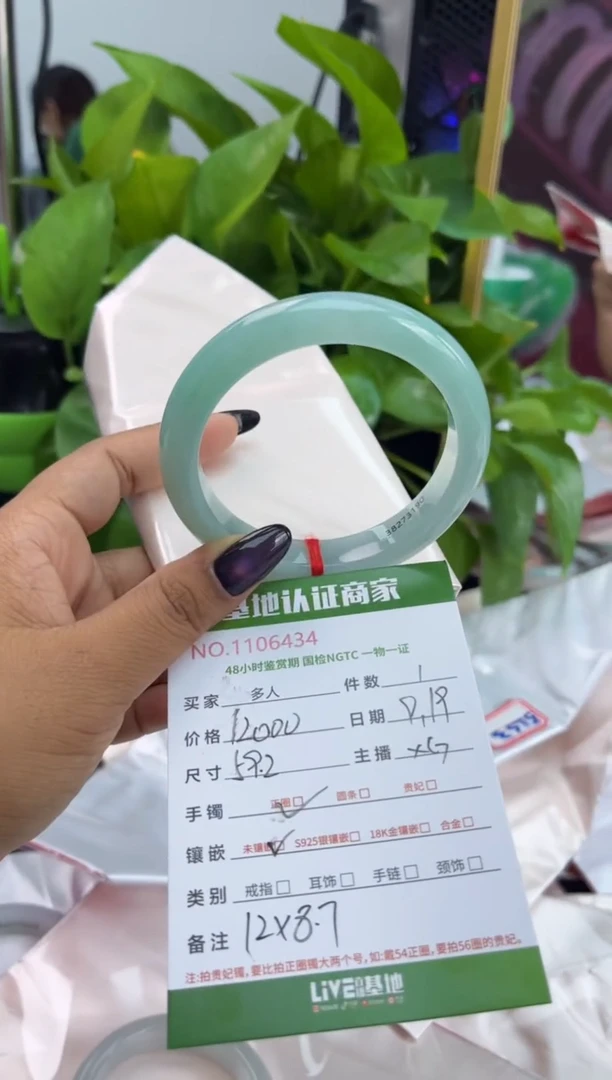 3827319
基地认证商家
NO.1106434
48小时鉴赏期 国检NGTC 一物一证
买家 多人 件数 1
价格 12000 日期 8,19
尺寸 59.2 主播 XG
手镯 正圈□ 圆条□ 贵妃□
镶嵌 未镶嵌□ S925银镶嵌□ 18K金镶嵌□ 合金□
类别 戒指□ 耳饰□ 手链□ 颈饰□
备注 12X8.7
注:拍贵妃镯,要比拍正圈镯大两个号,如:戴54正圈,要拍56圈的贵妃。
LiVE 基地